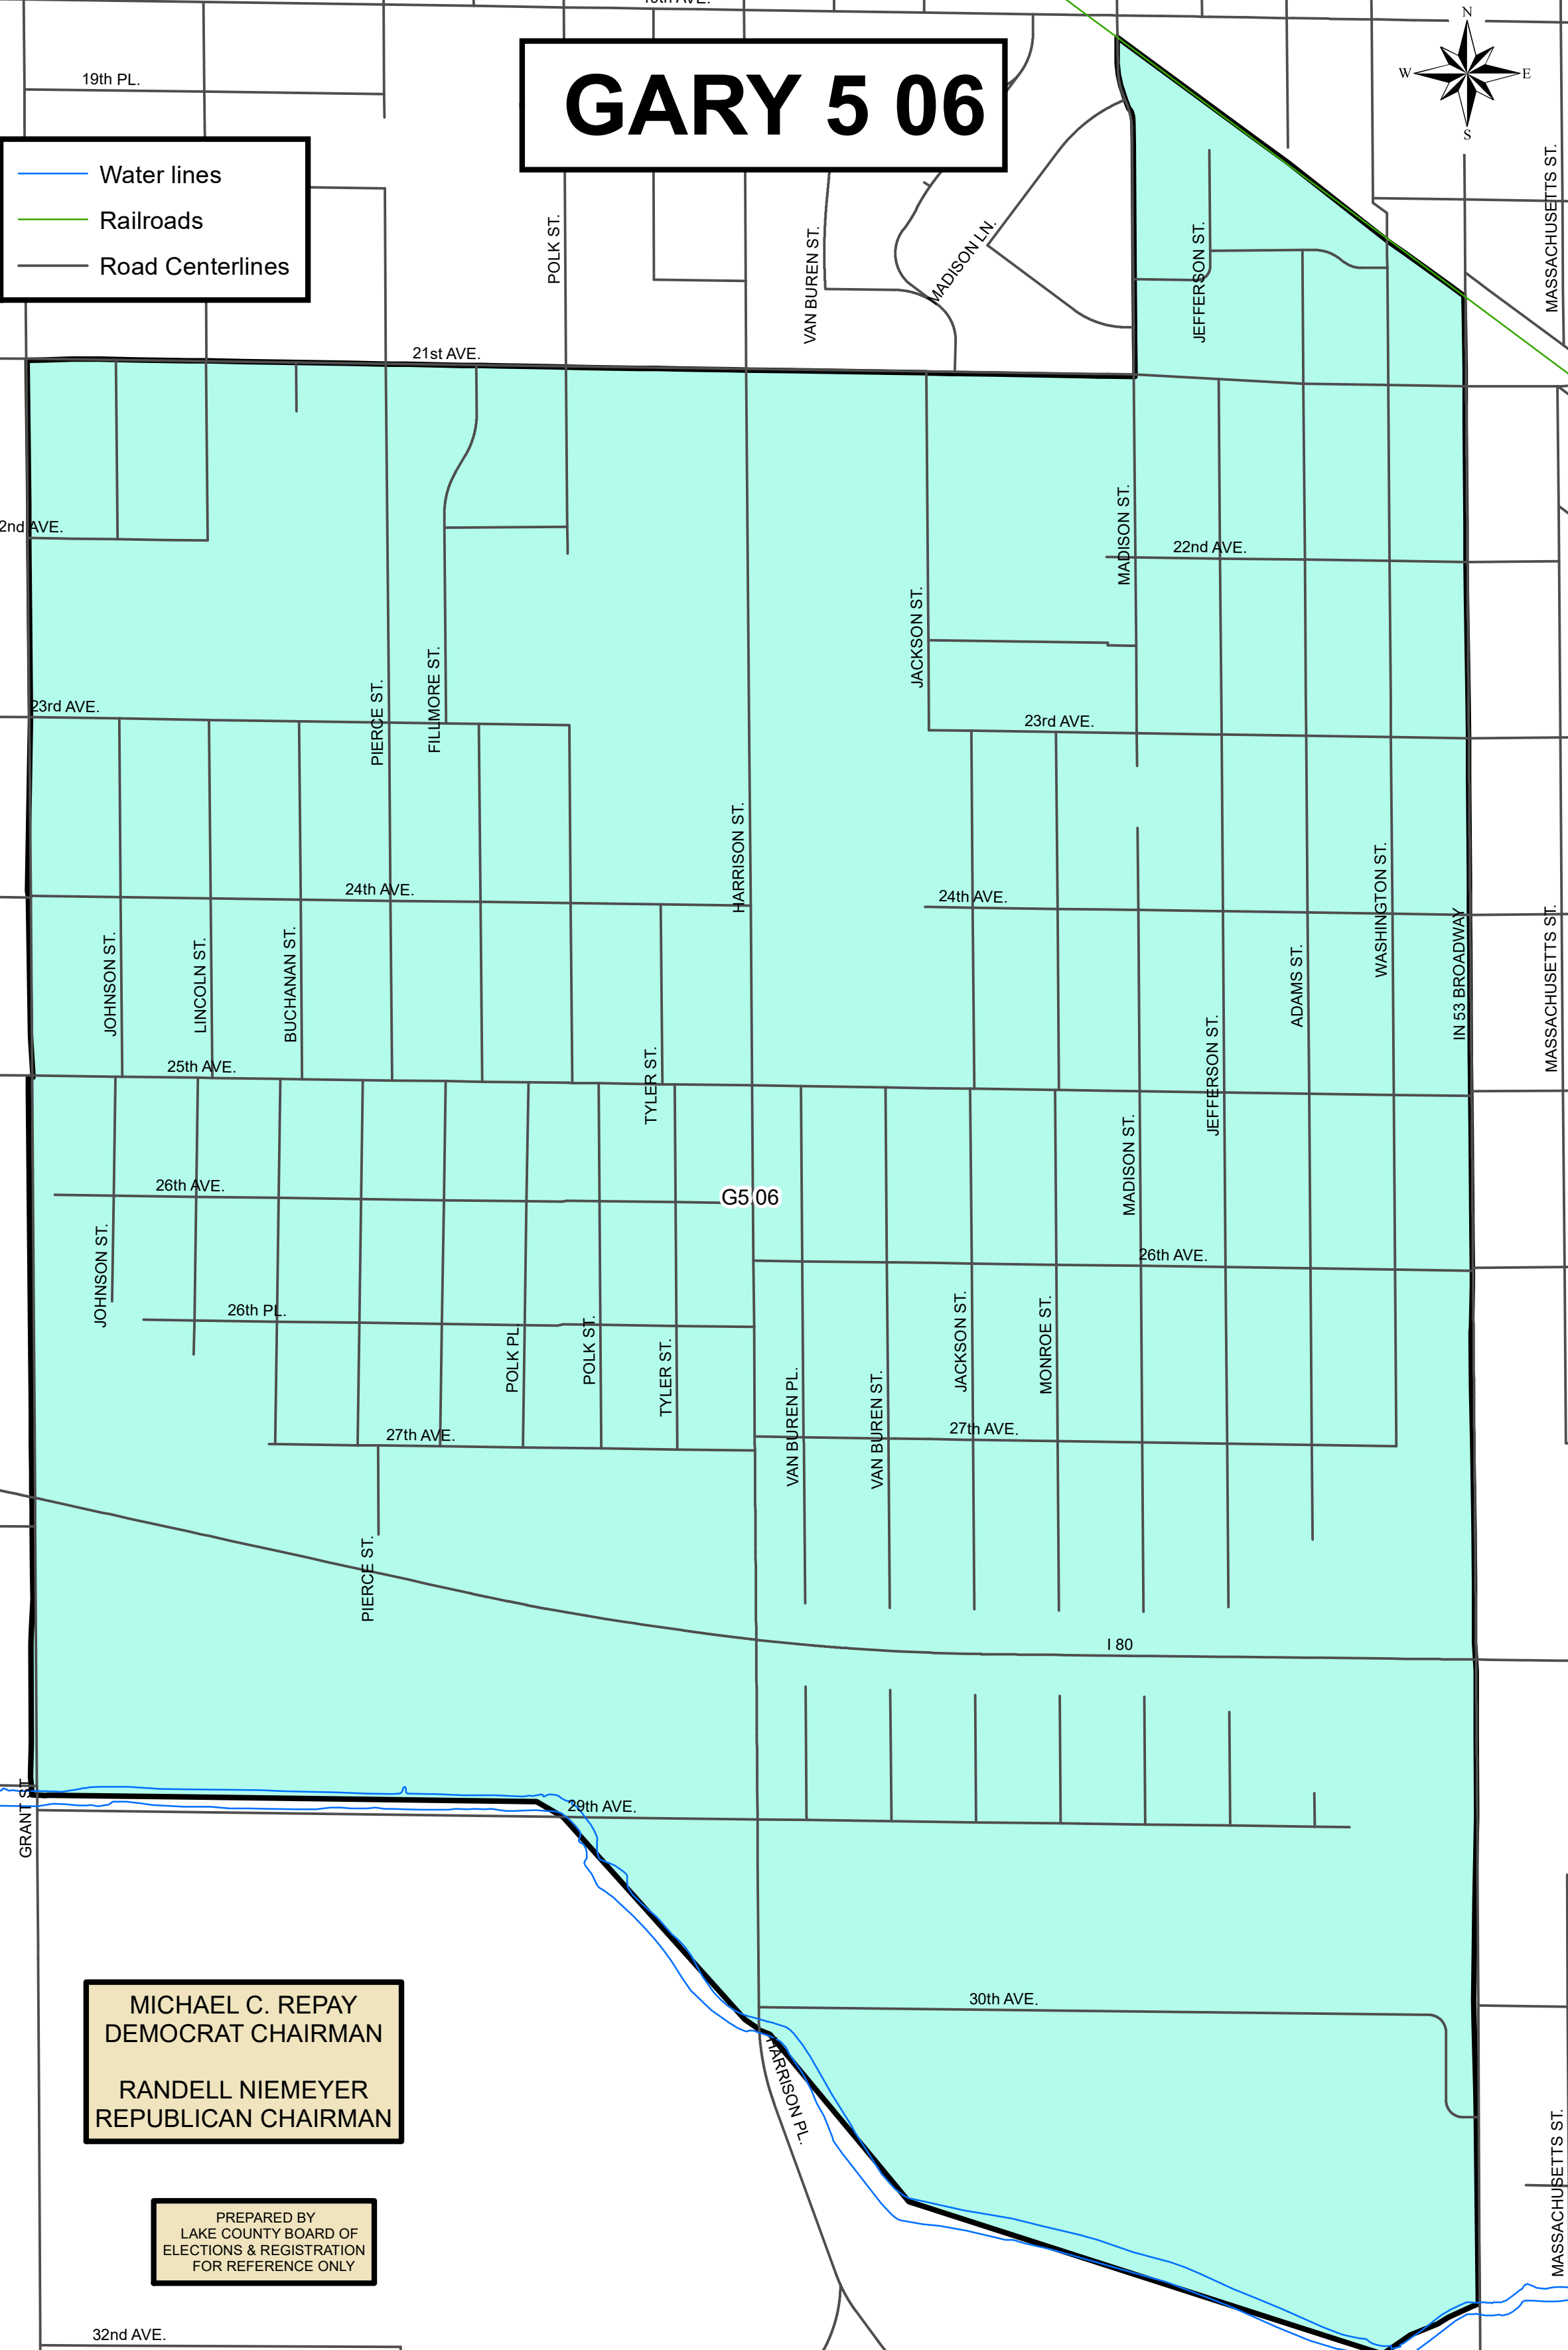 GARY 5 06
N
W
E
S
19th PL.
Water lines
Railroads
Road Centerlines
POLK ST.
VAN BUREN ST.
MADISON LN.
JEFFERSON ST.
MASSACHUSETTS ST.
21st AVE.
2nd AVE.
22nd AVE.
MADISON ST.
JACKSON ST.
PIERCE ST.
FILLMORE ST.
23rd AVE.
23rd AVE.
HARRISON ST.
WASHINGTON ST.
24th AVE.
24th AVE.
JOHNSON ST.
LINCOLN ST.
BUCHANAN ST.
ADAMS ST.
IN 53 BROADWAY
MASSACHUSETTS ST.
25th AVE.
TYLER ST.
JEFFERSON ST.
MADISON ST.
26th AVE.
G5 06
JOHNSON ST.
26th AVE.
26th PL.
POLK PL.
POLK ST.
TYLER ST.
JACKSON ST.
MONROE ST.
VAN BUREN PL.
VAN BUREN ST.
27th AVE.
27th AVE.
PIERCE ST.
I 80
GRANT ST.
29th AVE.
30th AVE.
HARRISON PL.
MICHAEL C. REPAY
DEMOCRAT CHAIRMAN
RANDELL NIEMEYER
REPUBLICAN CHAIRMAN
MASSACHUSETTS ST.
PREPARED BY
LAKE COUNTY BOARD OF
ELECTIONS & REGISTRATION
FOR REFERENCE ONLY
32nd AVE.